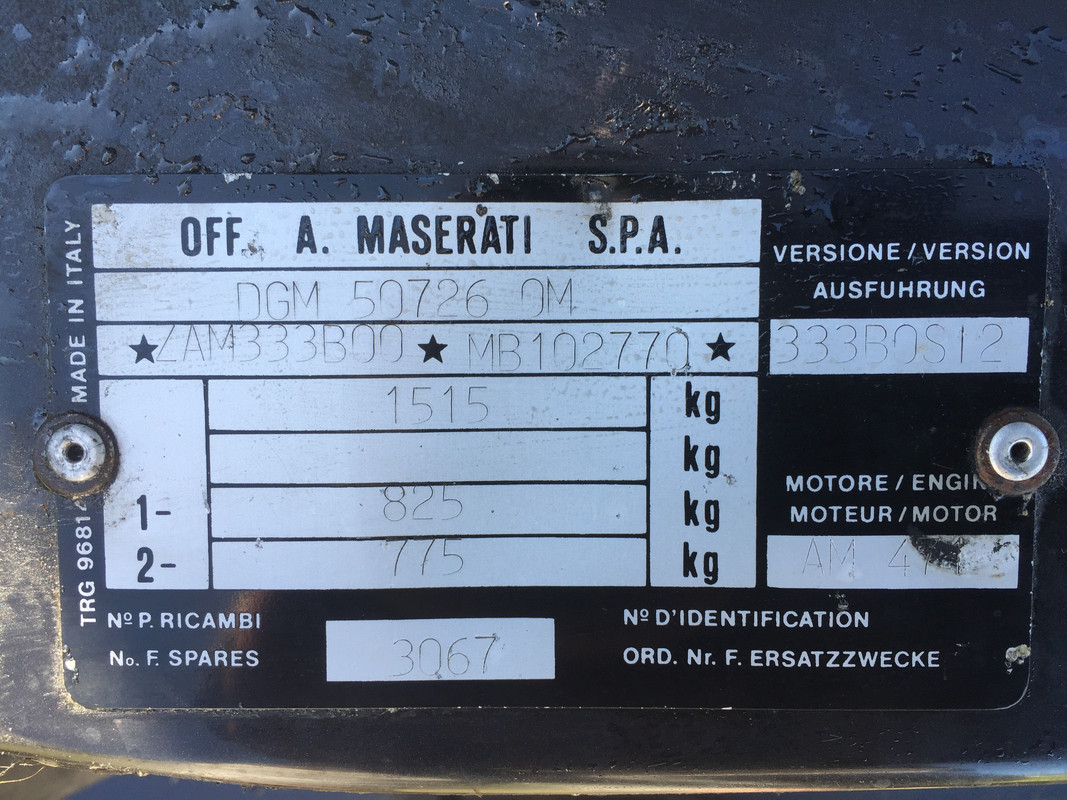 OFF. A. MASERATI S.P.A.
DGM 50726 OM
★ZAM333B00 ★ MB102770 ★
1515 kg
kg
1- 825 kg
2- 775 kg
VERSIONE / VERSION
AUSFUHRUNG
333B0S12
MOTORE / ENGIN
MOTEUR / MOTOR
AM
Nº P. RICAMBI
No. F. SPARES
3067
Nº D'IDENTIFICATION
ORD. Nr. F. ERSATZZWECKE
TRG 9681 MADE IN ITALY